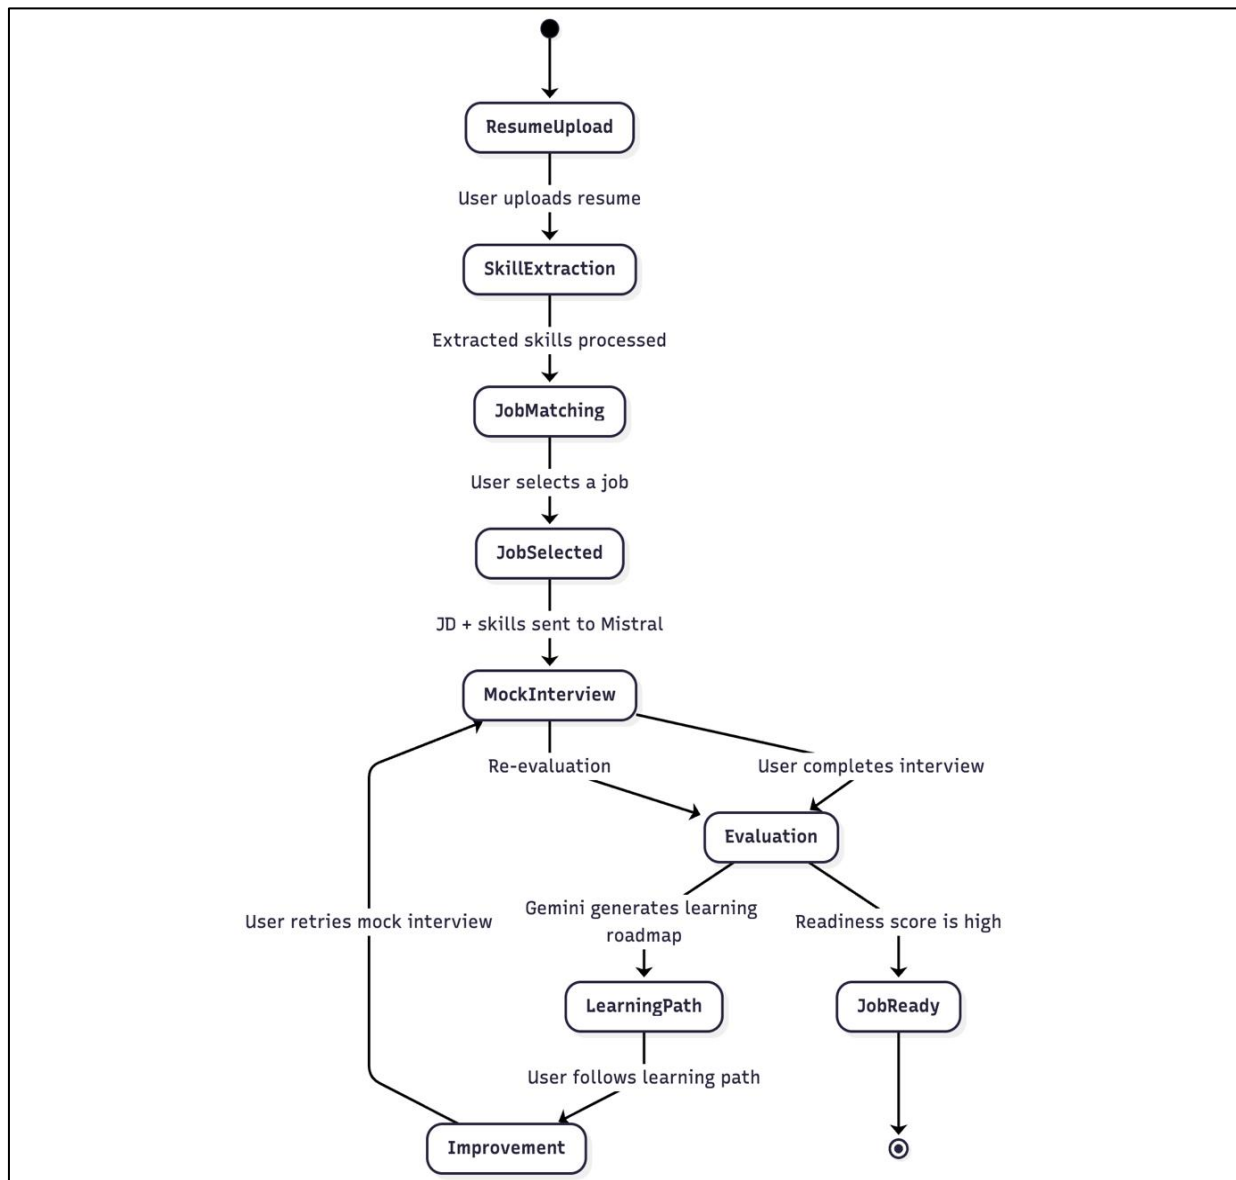 ResumeUpload
User uploads resume
SkillExtraction
Extracted skills processed
JobMatching
User selects a job
JobSelected
JD + skills sent to Mistral
MockInterview
Re-evaluation
User completes interview
Evaluation
User retries mock interview
Gemini generates learning
roadmap
Readiness score is high
LearningPath
JobReady
User follows learning path
Improvement